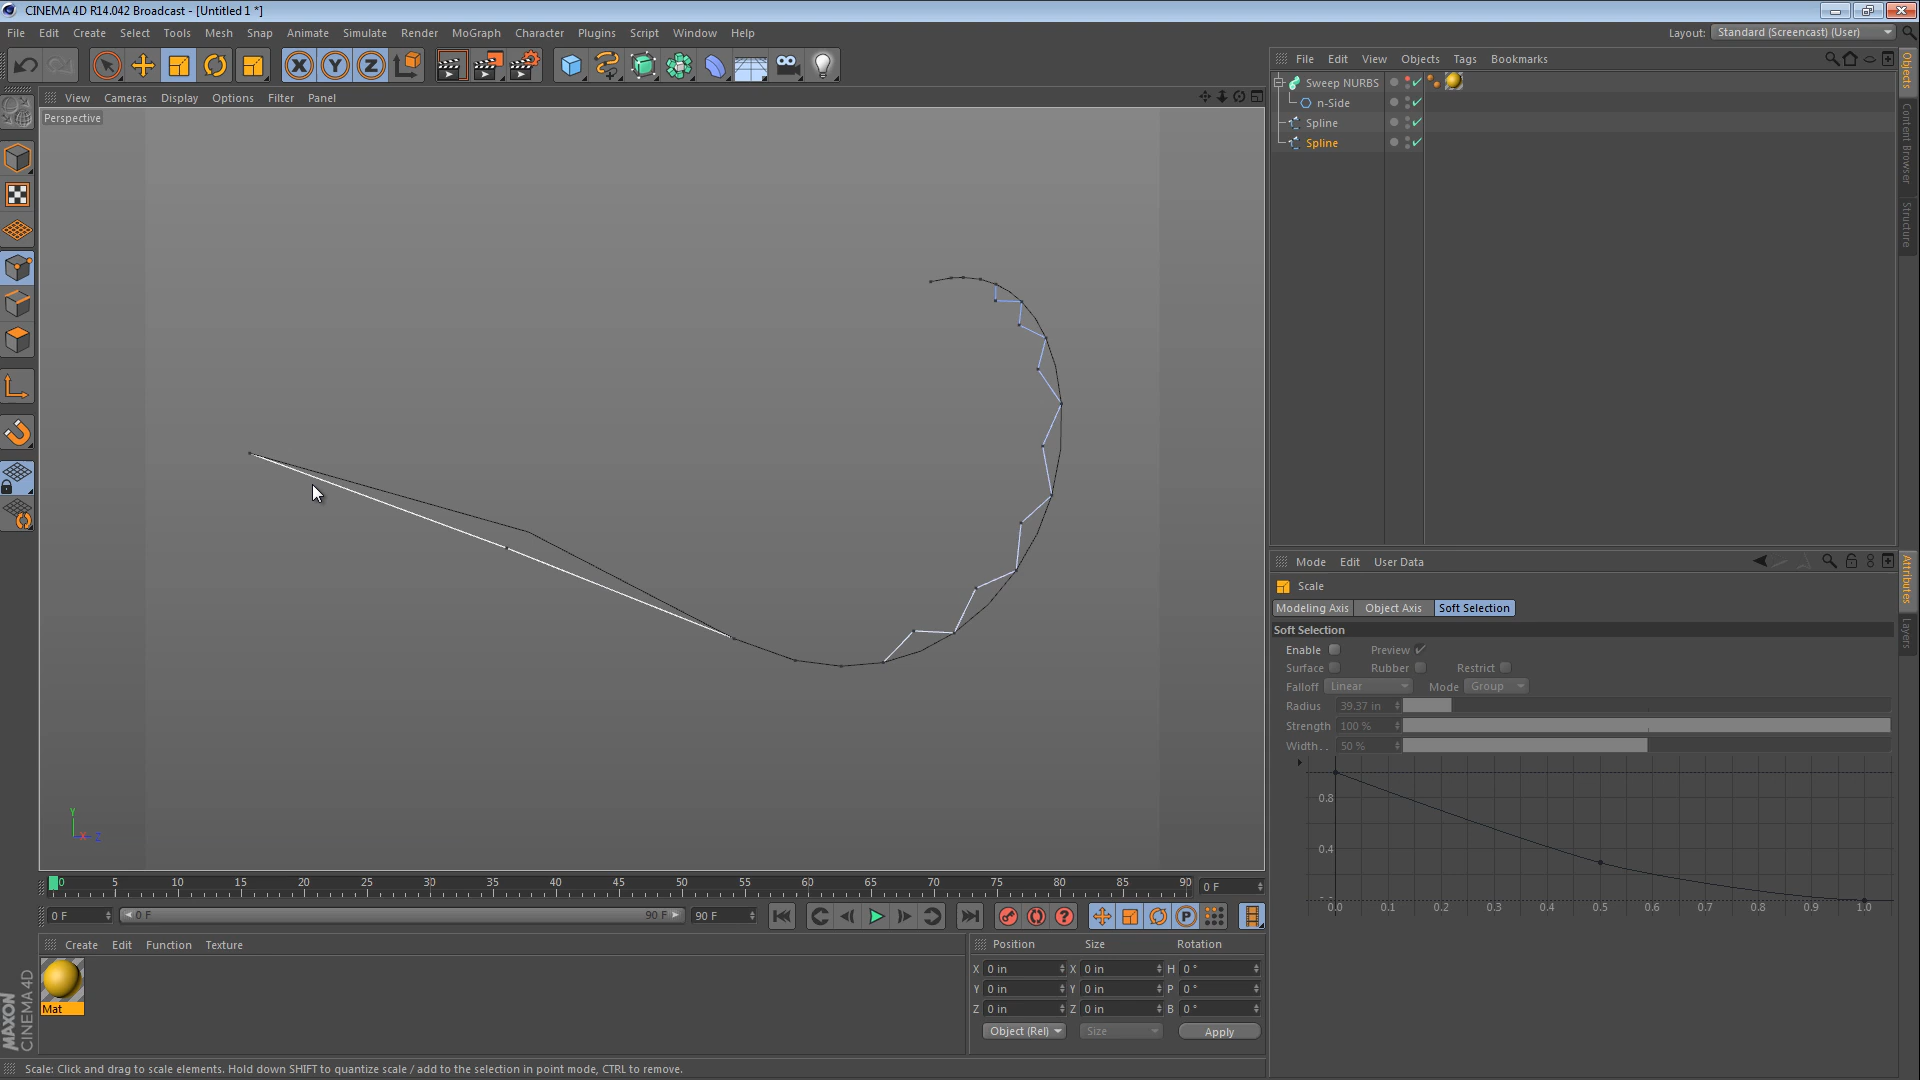 CINEMA 4D R14.042 Broadcast - [Untitled 1 *]
File Edit Create Select Tools Mesh Snap Animate Simulate Render MoGraph Character Plugins Script Window Help
Layout: Standard (Screencast) (User)
File Edit View Objects Tags Bookmarks
View Cameras Display Options Filter Panel
Perspective
Sweep NURBS
n-Side
Spline
Spline
Objects
Content Browser
Structure
Mode Edit User Data
Scale
Modeling Axis Object Axis Soft Selection
Soft Selection
Enable Preview
Surface Rubber Restrict
Falloff Linear Mode Group
Radius 39.37 in
Strength 100 %
Width. . 50 %
0.8
0.4
0.0 0.1 0.2 0.3 0.4 0.5 0.6 0.7 0.8 0.9 1.0
Attributes
Layers
Y
X Z
0 5 10 15 20 25 30 35 40 45 50 55 60 65 70 75 80 85 90 0 F
0 F 0 F 90 F 90 F
P
Create Edit Function Texture
Mat
Position Size Rotation
X 0 in X 0 in H 0 °
Y 0 in Y 0 in P 0 °
Z 0 in Z 0 in B 0 °
Object (Rel) Size Apply
MAXON
CINEMA 4D
Scale: Click and drag to scale elements. Hold down SHIFT to quantize scale / add to the selection in point mode, CTRL to remove.